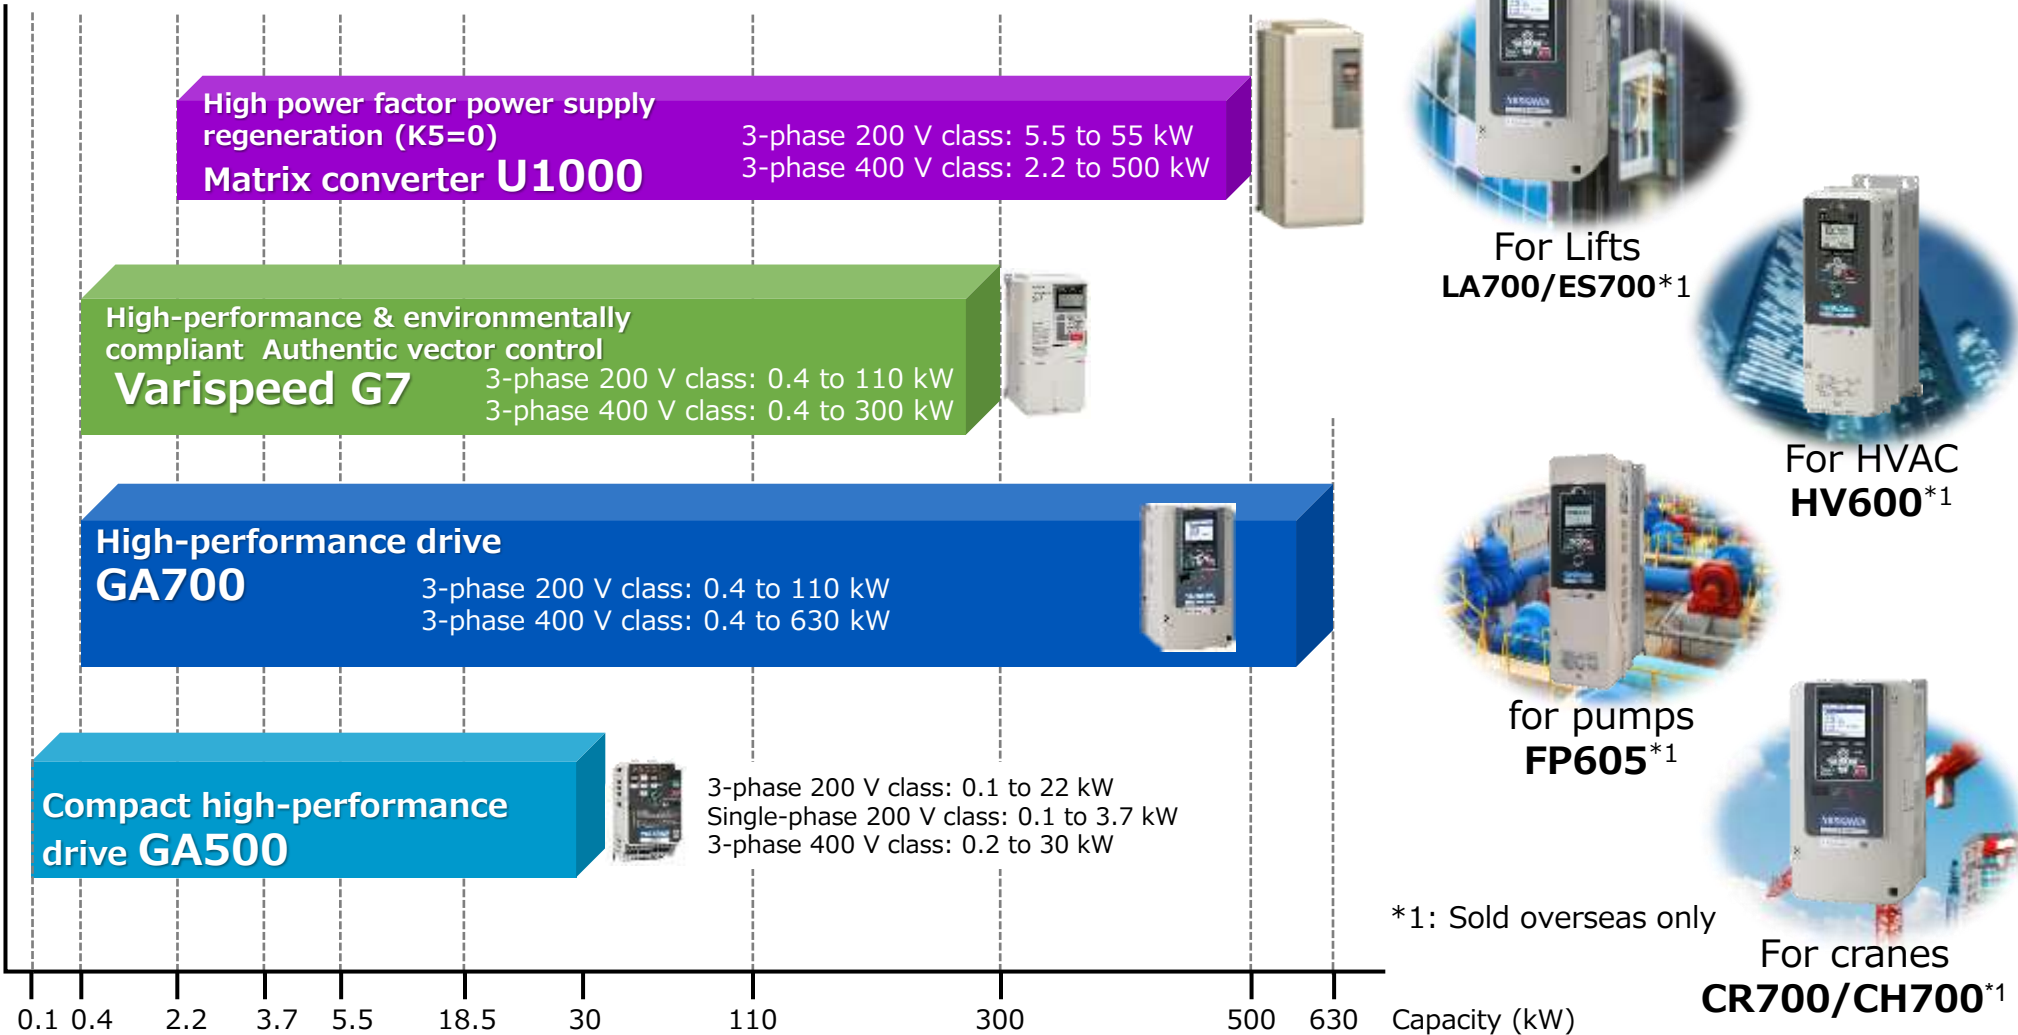 High power factor power supply
regeneration (K5=0)
Matrix converter U1000
3-phase 200 V class: 5.5 to 55 kW
3-phase 400 V class: 2.2 to 500 kW
High-performance & environmentally
compliant Authentic vector control
Varispeed G7
3-phase 200 V class: 0.4 to 110 kW
3-phase 400 V class: 0.4 to 300 kW
High-performance drive
GA700
3-phase 200 V class: 0.4 to 110 kW
3-phase 400 V class: 0.4 to 630 kW
Compact high-performance
drive GA500
3-phase 200 V class: 0.1 to 22 kW
Single-phase 200 V class: 0.1 to 3.7 kW
3-phase 400 V class: 0.2 to 30 kW
0.1 0.4 2.2 3.7 5.5 18.5 30 110 300 500 630 Capacity (kW)
For Lifts
LA700/ES700*1
For HVAC
HV600*1
for pumps
FP605*1
*1: Sold overseas only
For cranes
CR700/CH700*1